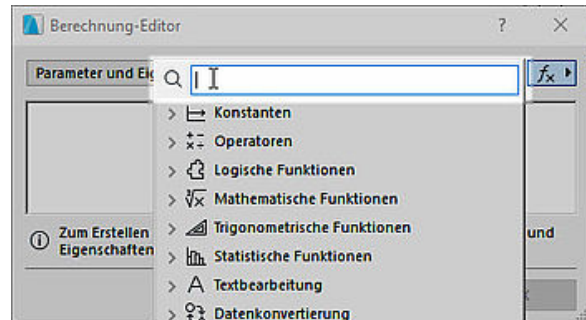 Berechnung-Editor
Parameter und Eig
fx
Konstanten
Operatoren
Logische Funktionen
Mathematische Funktionen
Trigonometrische Funktionen
Zum Erstellen
und
Eigenschaften
Statistische Funktionen
Textbearbeitung
Datenkonvertierung